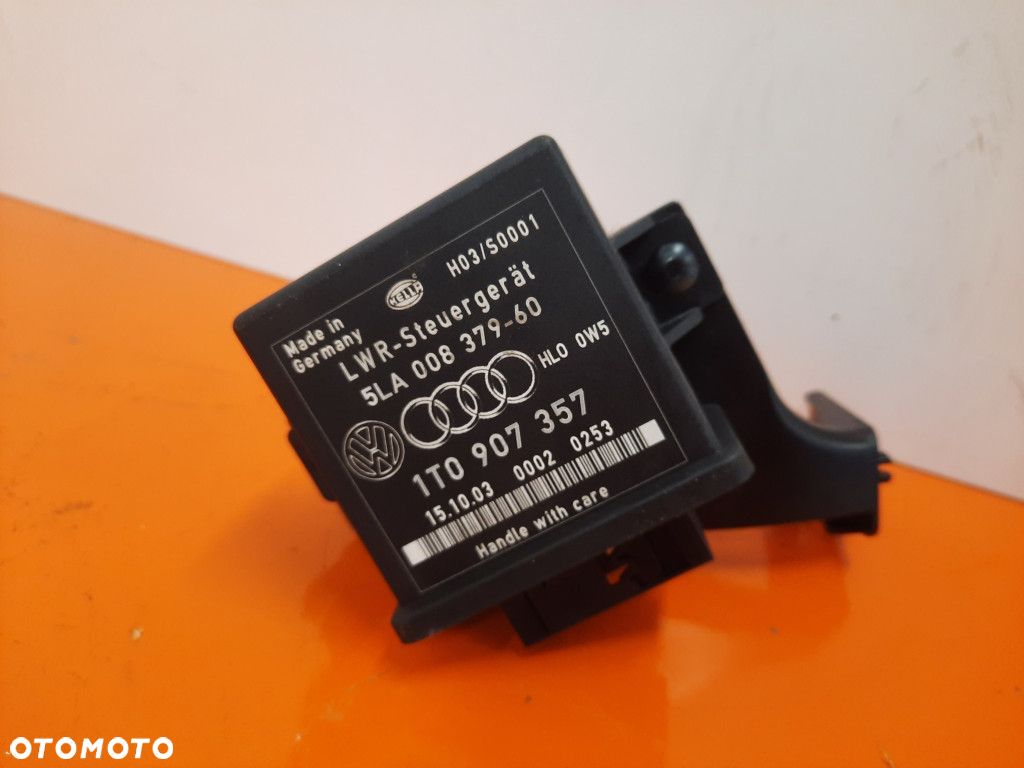 Made in
Germany
HELLA
H03/S0001
LWR-Steuergerät
5LA 008 379-60
HL0 0W5
1T0 907 357
15.10.03 0002 0253
Handle with care
OTOMOTO